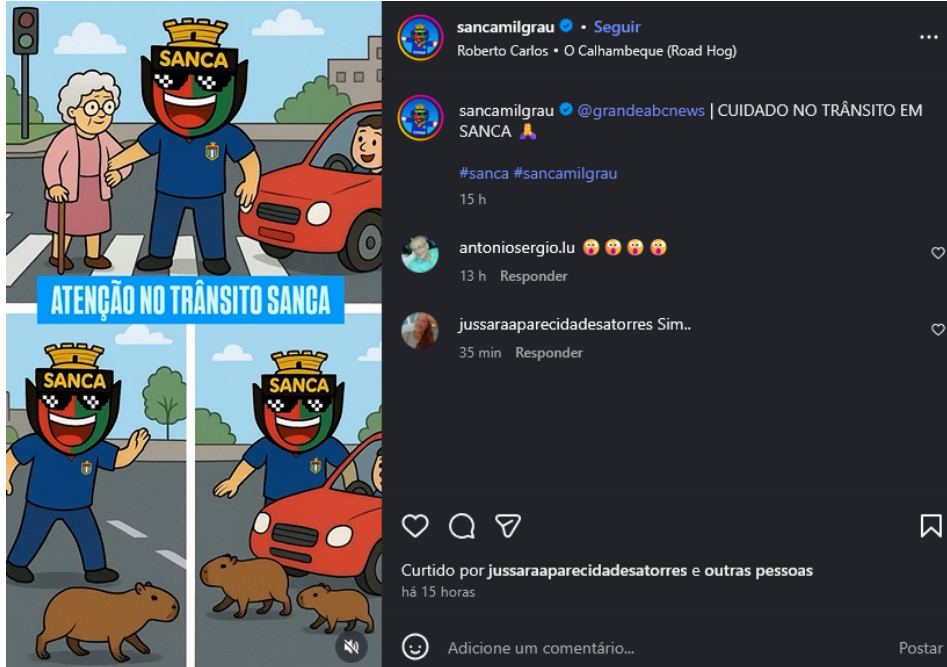 SANCA
ATENÇÃO NO TRÂNSITO SANCA
SANCA
SANCA
sancamilgrau • Seguir
Roberto Carlos • O Calhambeque (Road Hog)
sancamilgrau @grandeabcnews | CUIDADO NO TRÂNSITO EM
SANCA 🙏
#sanca #sancamilgrau
15 h
antoniosergio.lu 😲😲😲😲
13 h Responder
jussaraaparecidadesatorres Sim..
35 min Responder
Curtido por jussaraaparecidadesatorres e outras pessoas
há 15 horas
Adicione um comentário...
Postar